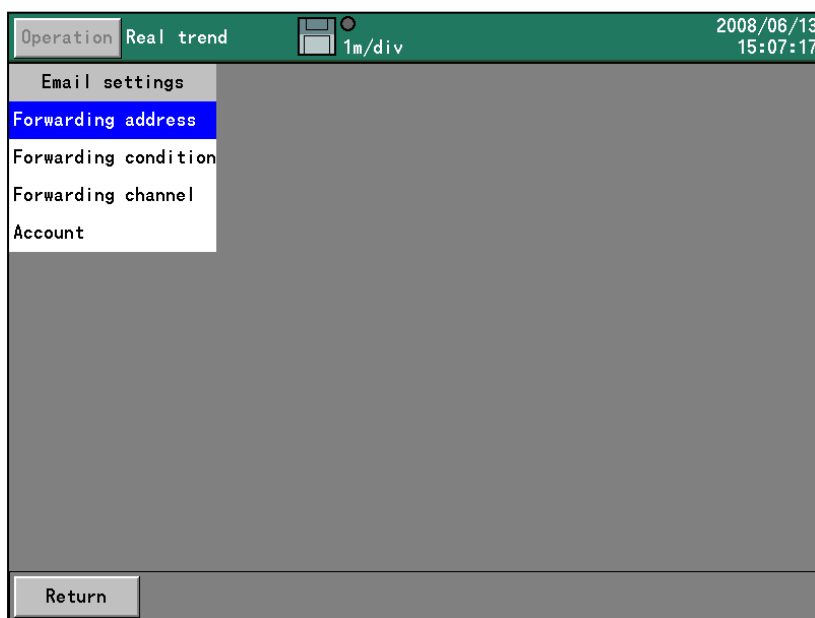 Operation Real trend 1m/div 2008/06/13
15:07:17
Email settings
Forwarding address
Forwarding condition
Forwarding channel
Account
Return